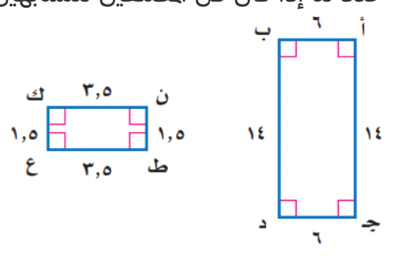 أ ٦ ب
١٤ ١٤
جـ ٦ د
ن ٣,٥ ك
١,٥ ١,٥
ط ٣,٥ ع